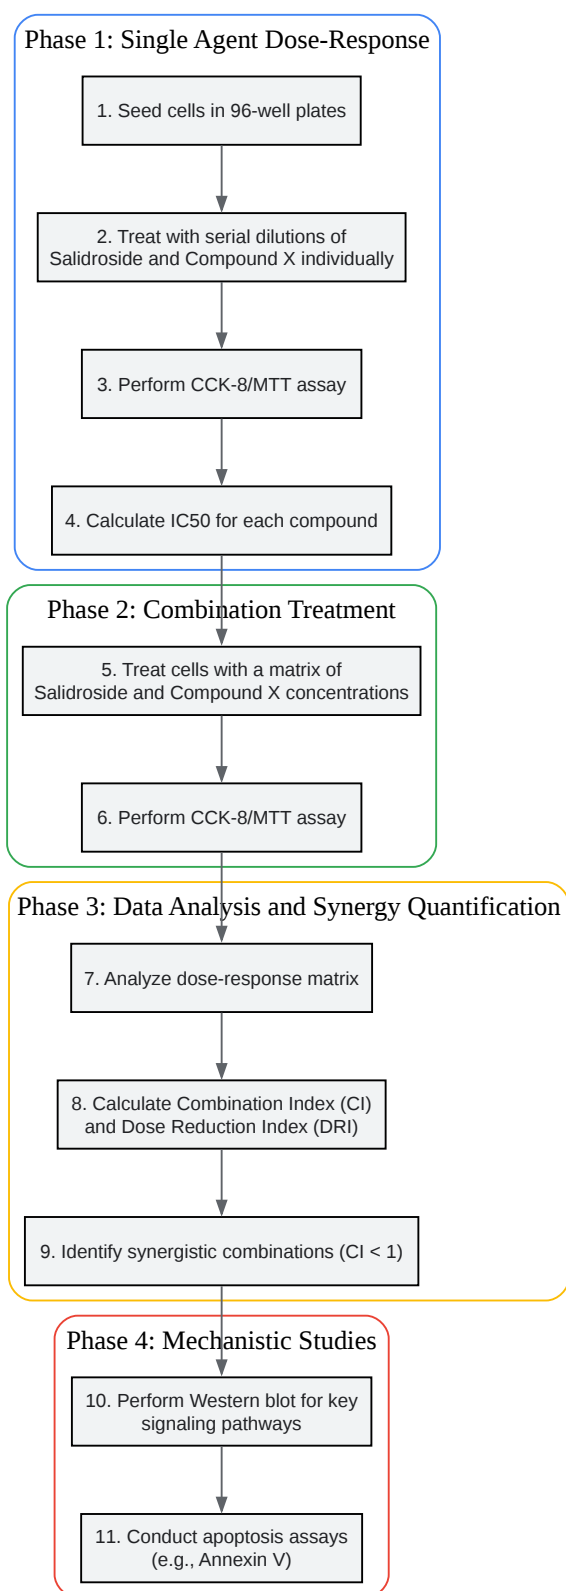 Phase 1: Single Agent Dose-Response
1. Seed cells in 96-well plates
2. Treat with serial dilutions of
Salidroside and Compound X individually
3. Perform CCK-8/MTT assay
4. Calculate IC50 for each compound
Phase 2: Combination Treatment
5. Treat cells with a matrix of
Salidroside and Compound X concentrations
6. Perform CCK-8/MTT assay
Phase 3: Data Analysis and Synergy Quantification
7. Analyze dose-response matrix
8. Calculate Combination Index (CI)
and Dose Reduction Index (DRI)
9. Identify synergistic combinations (CI < 1)
Phase 4: Mechanistic Studies
10. Perform Western blot for key
signaling pathways
11. Conduct apoptosis assays
(e.g., Annexin V)